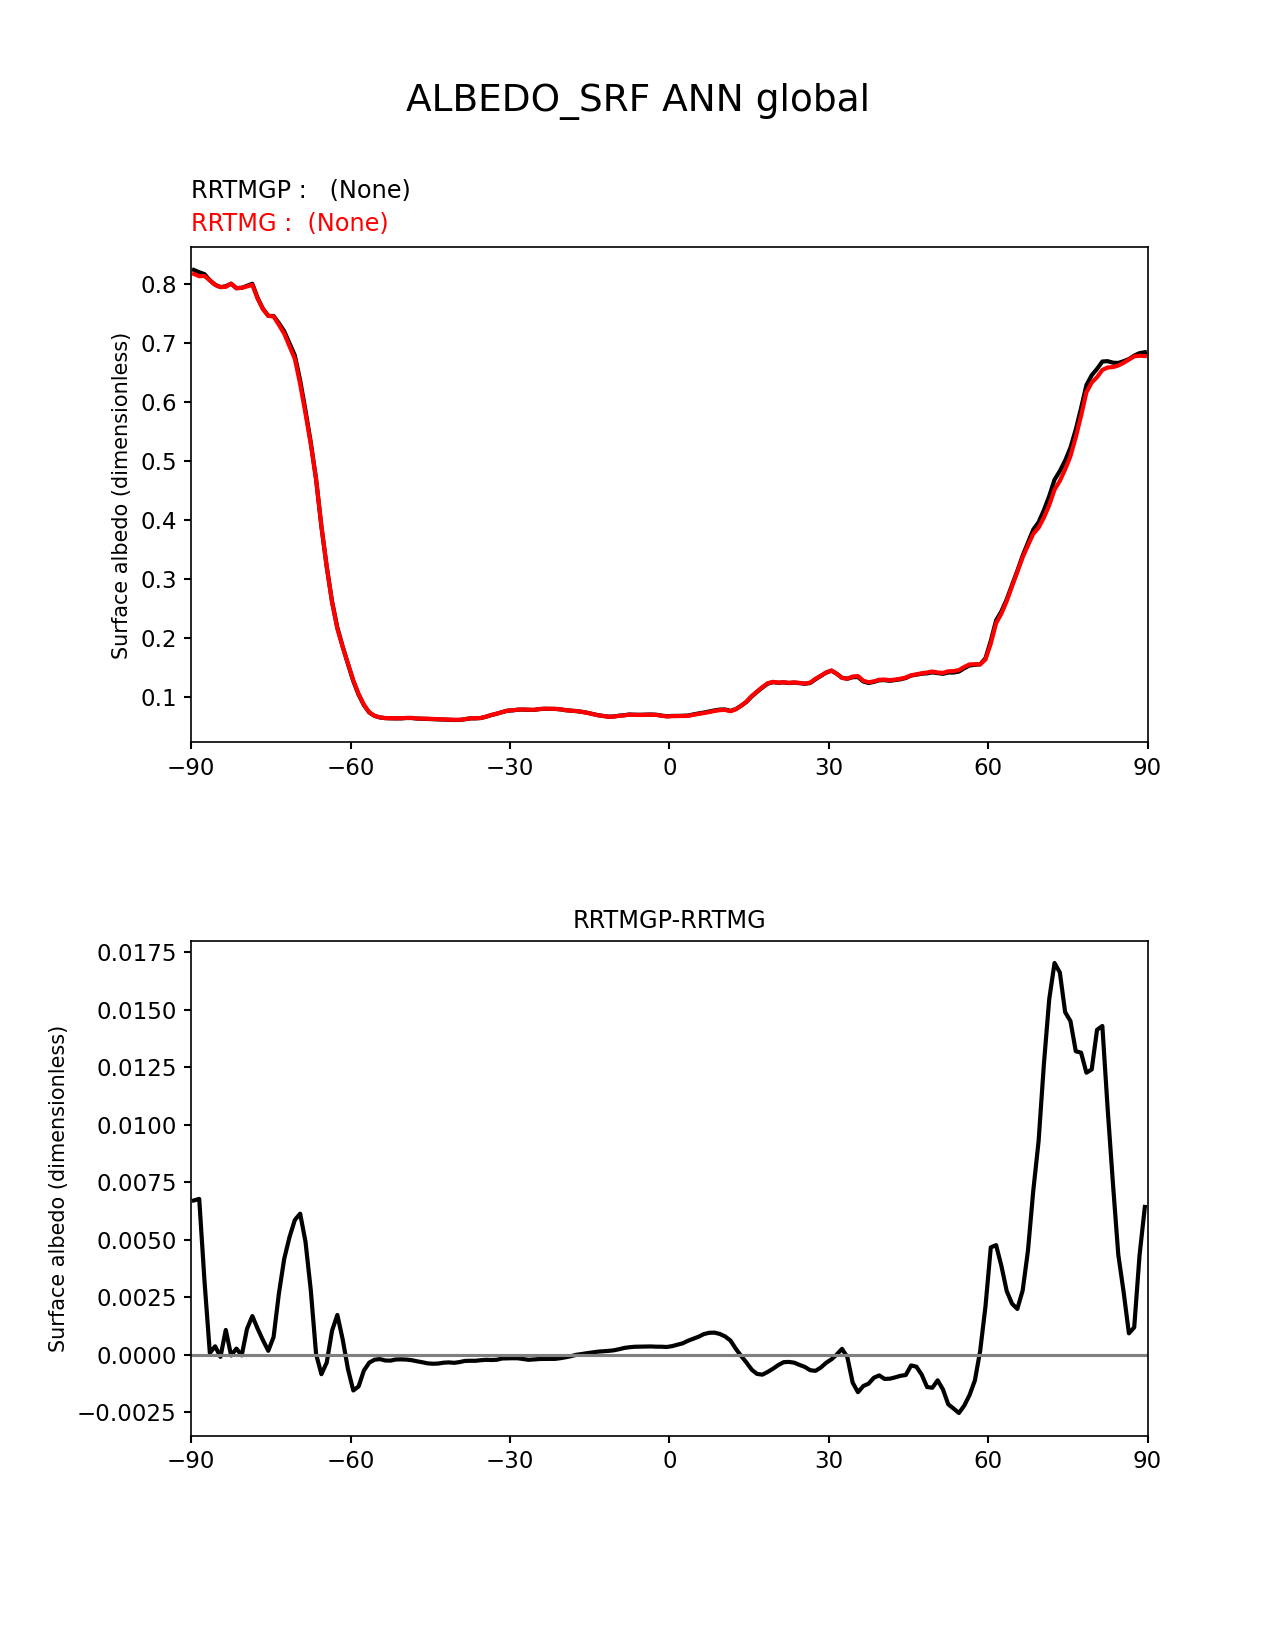 ALBEDO_SRF ANN global
RRTMGP :   (None)
RRTMG :  (None)
Surface albedo (dimensionless)
0.8
0.7
0.6
0.5
0.4
0.3
0.2
0.1
−90 −60 −30 0 30 60 90
RRTMGP-RRTMG
Surface albedo (dimensionless)
0.0175
0.0150
0.0125
0.0100
0.0075
0.0050
0.0025
0.0000
−0.0025
−90 −60 −30 0 30 60 90